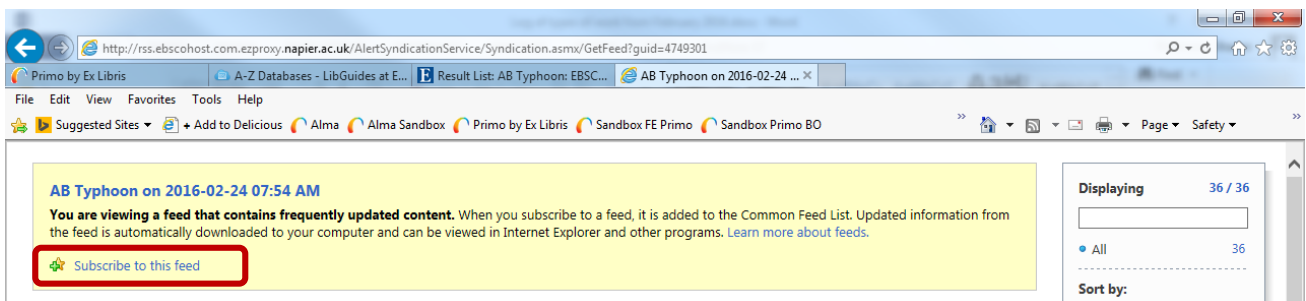 http://rss.ebscohost.com.ezproxy.napier.ac.uk/AlertSyndicationService/Syndication.asmx/GetFeed?guid=4749301
Primo by Ex Libris A-Z Databases - LibGuides at E... Result List: AB Typhoon: EBSC... AB Typhoon on 2016-02-24 ... ×
File Edit View Favorites Tools Help
Suggested Sites + Add to Delicious Alma Alma Sandbox Primo by Ex Libris Sandbox FE Primo Sandbox Primo BO » Page Safety »
AB Typhoon on 2016-02-24 07:54 AM
You are viewing a feed that contains frequently updated content. When you subscribe to a feed, it is added to the Common Feed List. Updated information from
the feed is automatically downloaded to your computer and can be viewed in Internet Explorer and other programs. Learn more about feeds.
Subscribe to this feed
Displaying 36 / 36
All 36
Sort by: